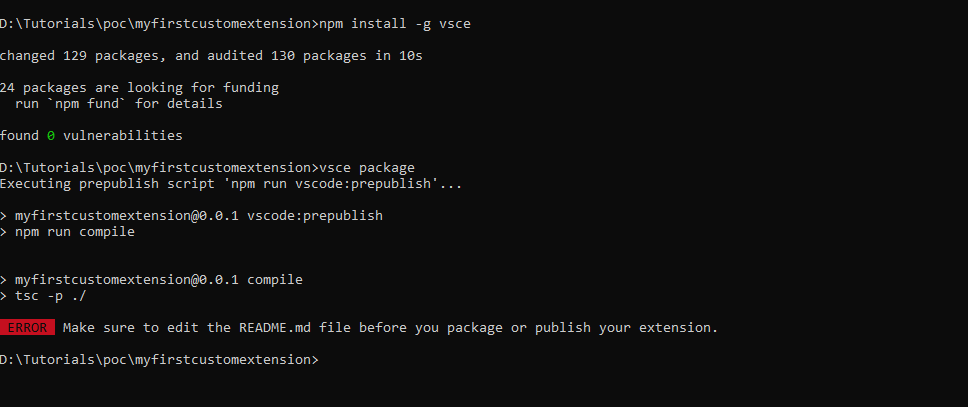 D:\Tutorials\poc\myfirstcustomextension>npm install -g vsce
changed 129 packages, and audited 130 packages in 10s
24 packages are looking for funding
run `npm fund` for details
found 0 vulnerabilities
D:\Tutorials\poc\myfirstcustomextension>vsce package
Executing prepublish script 'npm run vscode:prepublish'...
> myfirstcustomextension@0.0.1 vscode:prepublish
> npm run compile
> myfirstcustomextension@0.0.1 compile
> tsc -p ./
ERROR Make sure to edit the README.md file before you package or publish your extension.
D:\Tutorials\poc\myfirstcustomextension>